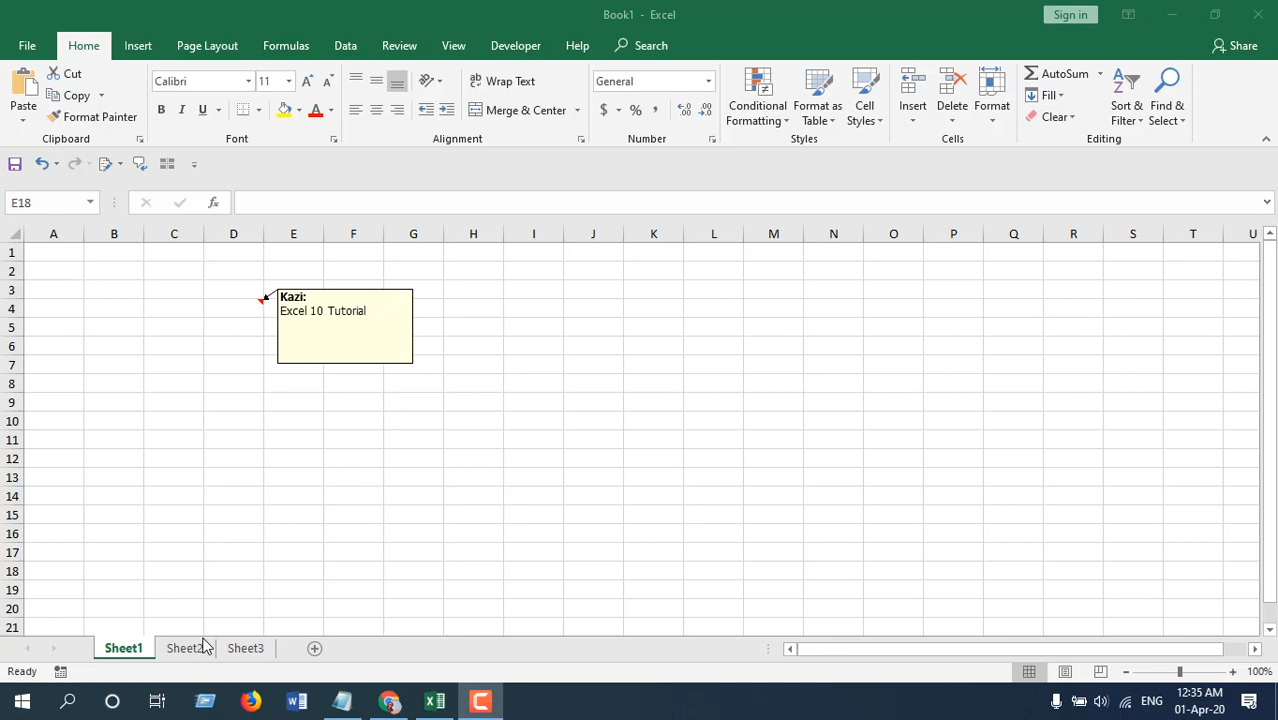 Book1 - Excel
Sign in
File Home Insert Page Layout Formulas Data Review View Developer Help Search Share
Paste
Cut
Copy
Format Painter
Clipboard
Calibri 11
B I U A
Font
Wrap Text
Merge & Center
Alignment
General
$ % ,
Number
Conditional Formatting
Format as Table
Cell Styles
Styles
Insert
Delete
Format
Cells
AutoSum
Fill
Clear
Sort & Filter
Find & Select
Editing
E18 fx
A B C D E F G H I J K L M N O P Q R S T U
1
2
3
4
5
6
7
8
9
10
11
12
13
14
15
16
17
18
19
20
21
Kazi:
Excel 10 Tutorial
Sheet1 Sheet2 Sheet3
Ready 100%
ENG
12:35 AM
01-Apr-20